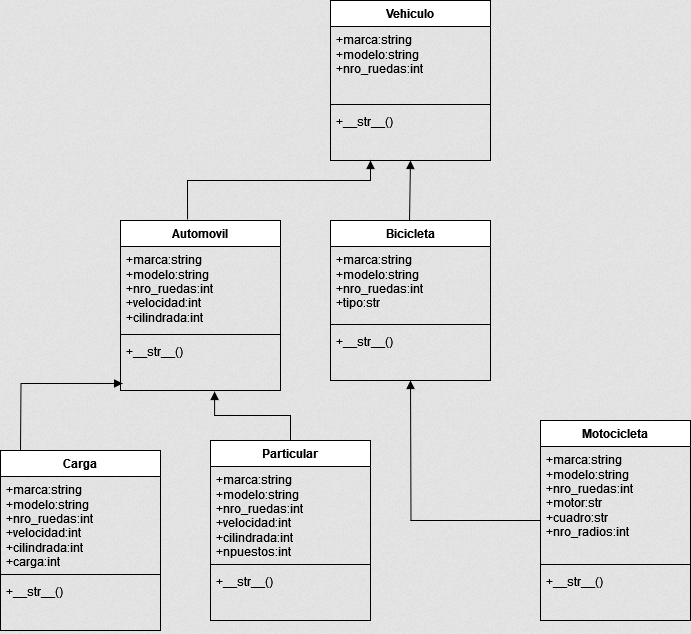 Vehiculo
+marca:string
+modelo:string
+nro_ruedas:int
+__str__()
Automovil
+marca:string
+modelo:string
+nro_ruedas:int
+velocidad:int
+cilindrada:int
+__str__()
Bicicleta
+marca:string
+modelo:string
+nro_ruedas:int
+tipo:str
+__str__()
Carga
+marca:string
+modelo:string
+nro_ruedas:int
+velocidad:int
+cilindrada:int
+carga:int
+__str__()
Particular
+marca:string
+modelo:string
+nro_ruedas:int
+velocidad:int
+cilindrada:int
+npuestos:int
+__str__()
Motocicleta
+marca:string
+modelo:string
+nro_ruedas:int
+motor:str
+cuadro:str
+nro_radios:int
+__str__()